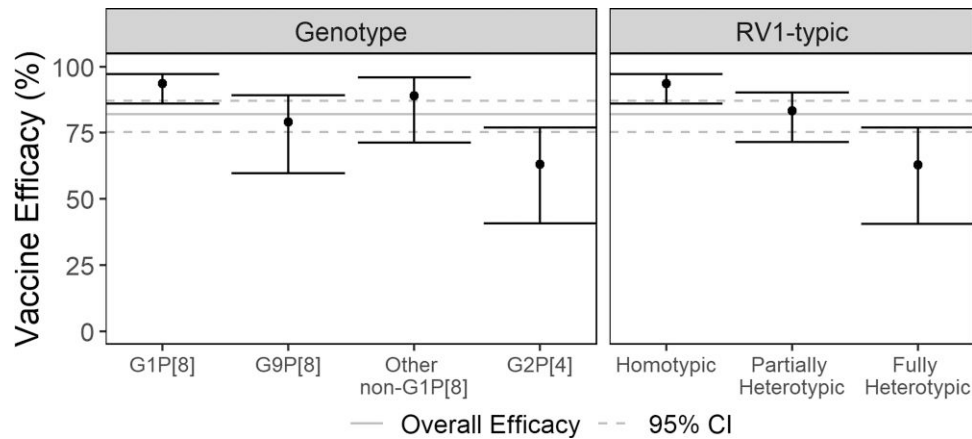 Genotype
RV1-typic
Vaccine Efficacy (%)
100
75
50
25
0
G1P[8]
G9P[8]
Other
non-G1P[8]
G2P[4]
Homotypic
Partially
Heterotypic
Fully
Heterotypic
Overall Efficacy
95% CI